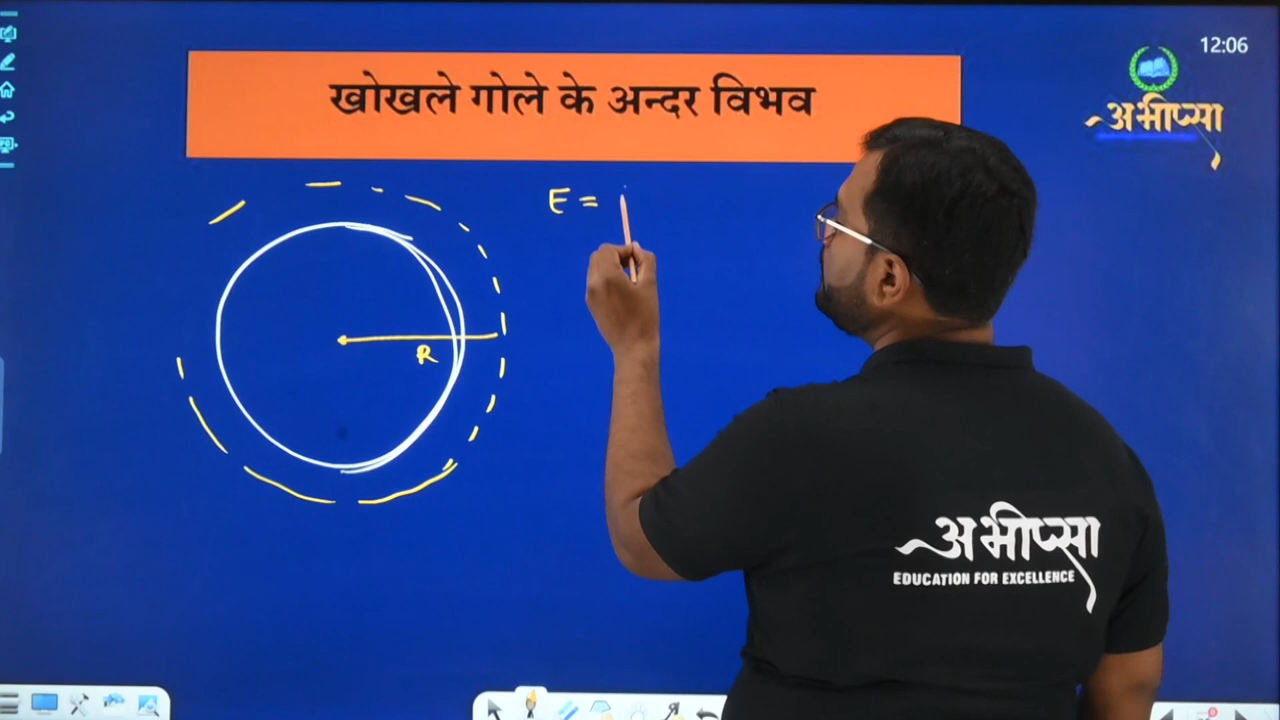 12:06
खोखले गोले के अन्दर विभव
अभीप्सा
E =
R
अभीप्सा
EDUCATION FOR EXCELLENCE